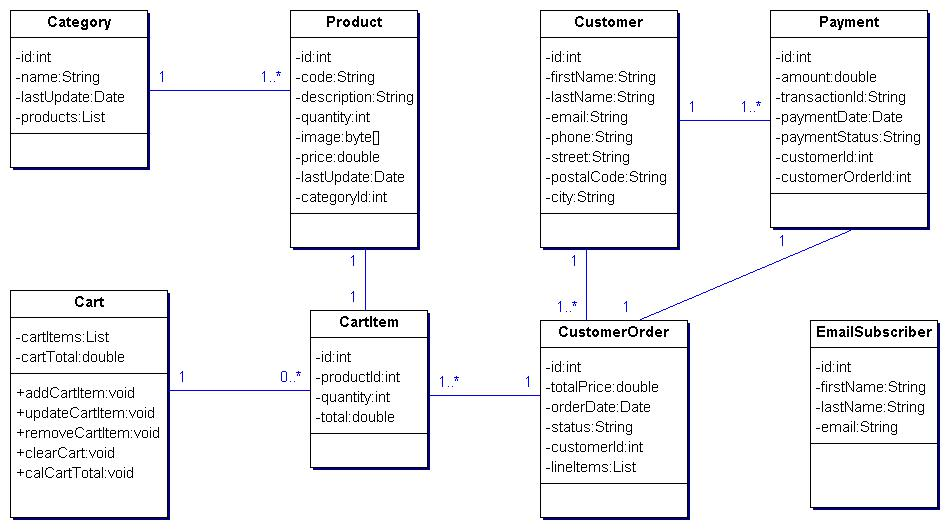 Category
-id:int
-name:String
-lastUpdate:Date
-products:List
1
1..*
Product
-id:int
-code:String
-description:String
-quantity:int
-image:byte[]
-price:double
-lastUpdate:Date
-categoryId:int
Customer
-id:int
-firstName:String
-lastName:String
-email:String
-phone:String
-street:String
-postalCode:String
-city:String
1
1..*
Payment
-id:int
-amount:double
-transactionId:String
-paymentDate:Date
-paymentStatus:String
-customerId:int
-customerOrderId:int
1
1
1
1..*
1
1
Cart
-cartItems:List
-cartTotal:double
+addCartItem:void
+updateCartItem:void
+removeCartItem:void
+clearCart:void
+calCartTotal:void
1
0..*
CartItem
-id:int
-productId:int
-quantity:int
-total:double
1..*
1
CustomerOrder
-id:int
-totalPrice:double
-orderDate:Date
-status:String
-customerId:int
-lineItems:List
EmailSubscriber
-id:int
-firstName:String
-lastName:String
-email:String